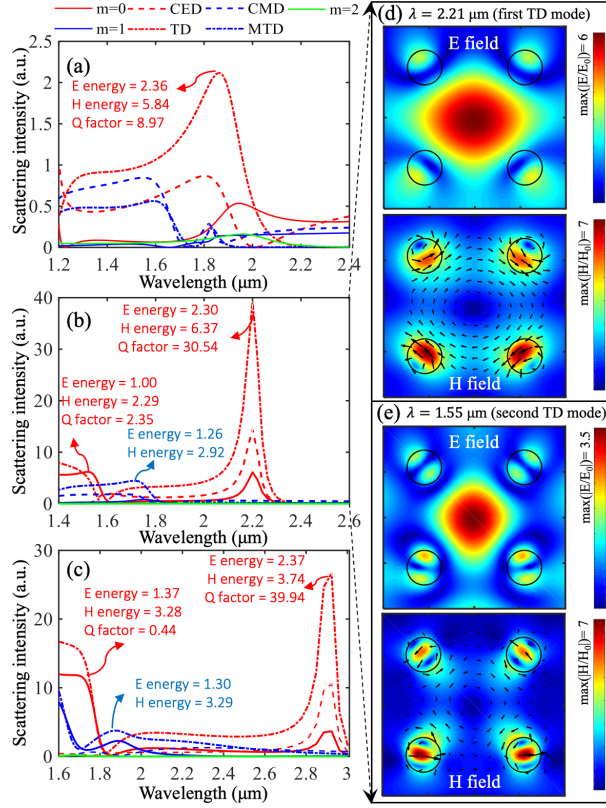 m=0 CED CMD m=2
m=1 TD MTD
(a)
E energy = 2.36
H energy = 5.84
Q factor = 8.97
Scattering intensity (a.u.)
2.5
2
1.5
1
0.5
0
1.2 1.4 1.6 1.8 2 2.2 2.4
Wavelength (μm)
(b)
E energy = 2.30
H energy = 6.37
Q factor = 30.54
E energy = 1.00
H energy = 2.29
Q factor = 2.35
E energy = 1.26
H energy = 2.92
Scattering intensity (a.u.)
40
30
20
10
0
1.4 1.6 1.8 2 2.2 2.4 2.6
Wavelength (μm)
(c)
E energy = 2.37
H energy = 3.74
Q factor = 39.94
E energy = 1.37
H energy = 3.28
Q factor = 0.44
E energy = 1.30
H energy = 3.29
Scattering intensity (a.u.)
30
20
10
0
1.6 1.8 2 2.2 2.4 2.6 2.8 3
Wavelength (μm)
(d) λ = 2.21 μm (first TD mode)
E field
max(|E/E₀|)= 6
H field
max(|H/H₀|)= 7
(e) λ = 1.55 μm (second TD mode)
E field
max(|E/E₀|)= 3.5
H field
max(|H/H₀|)= 7